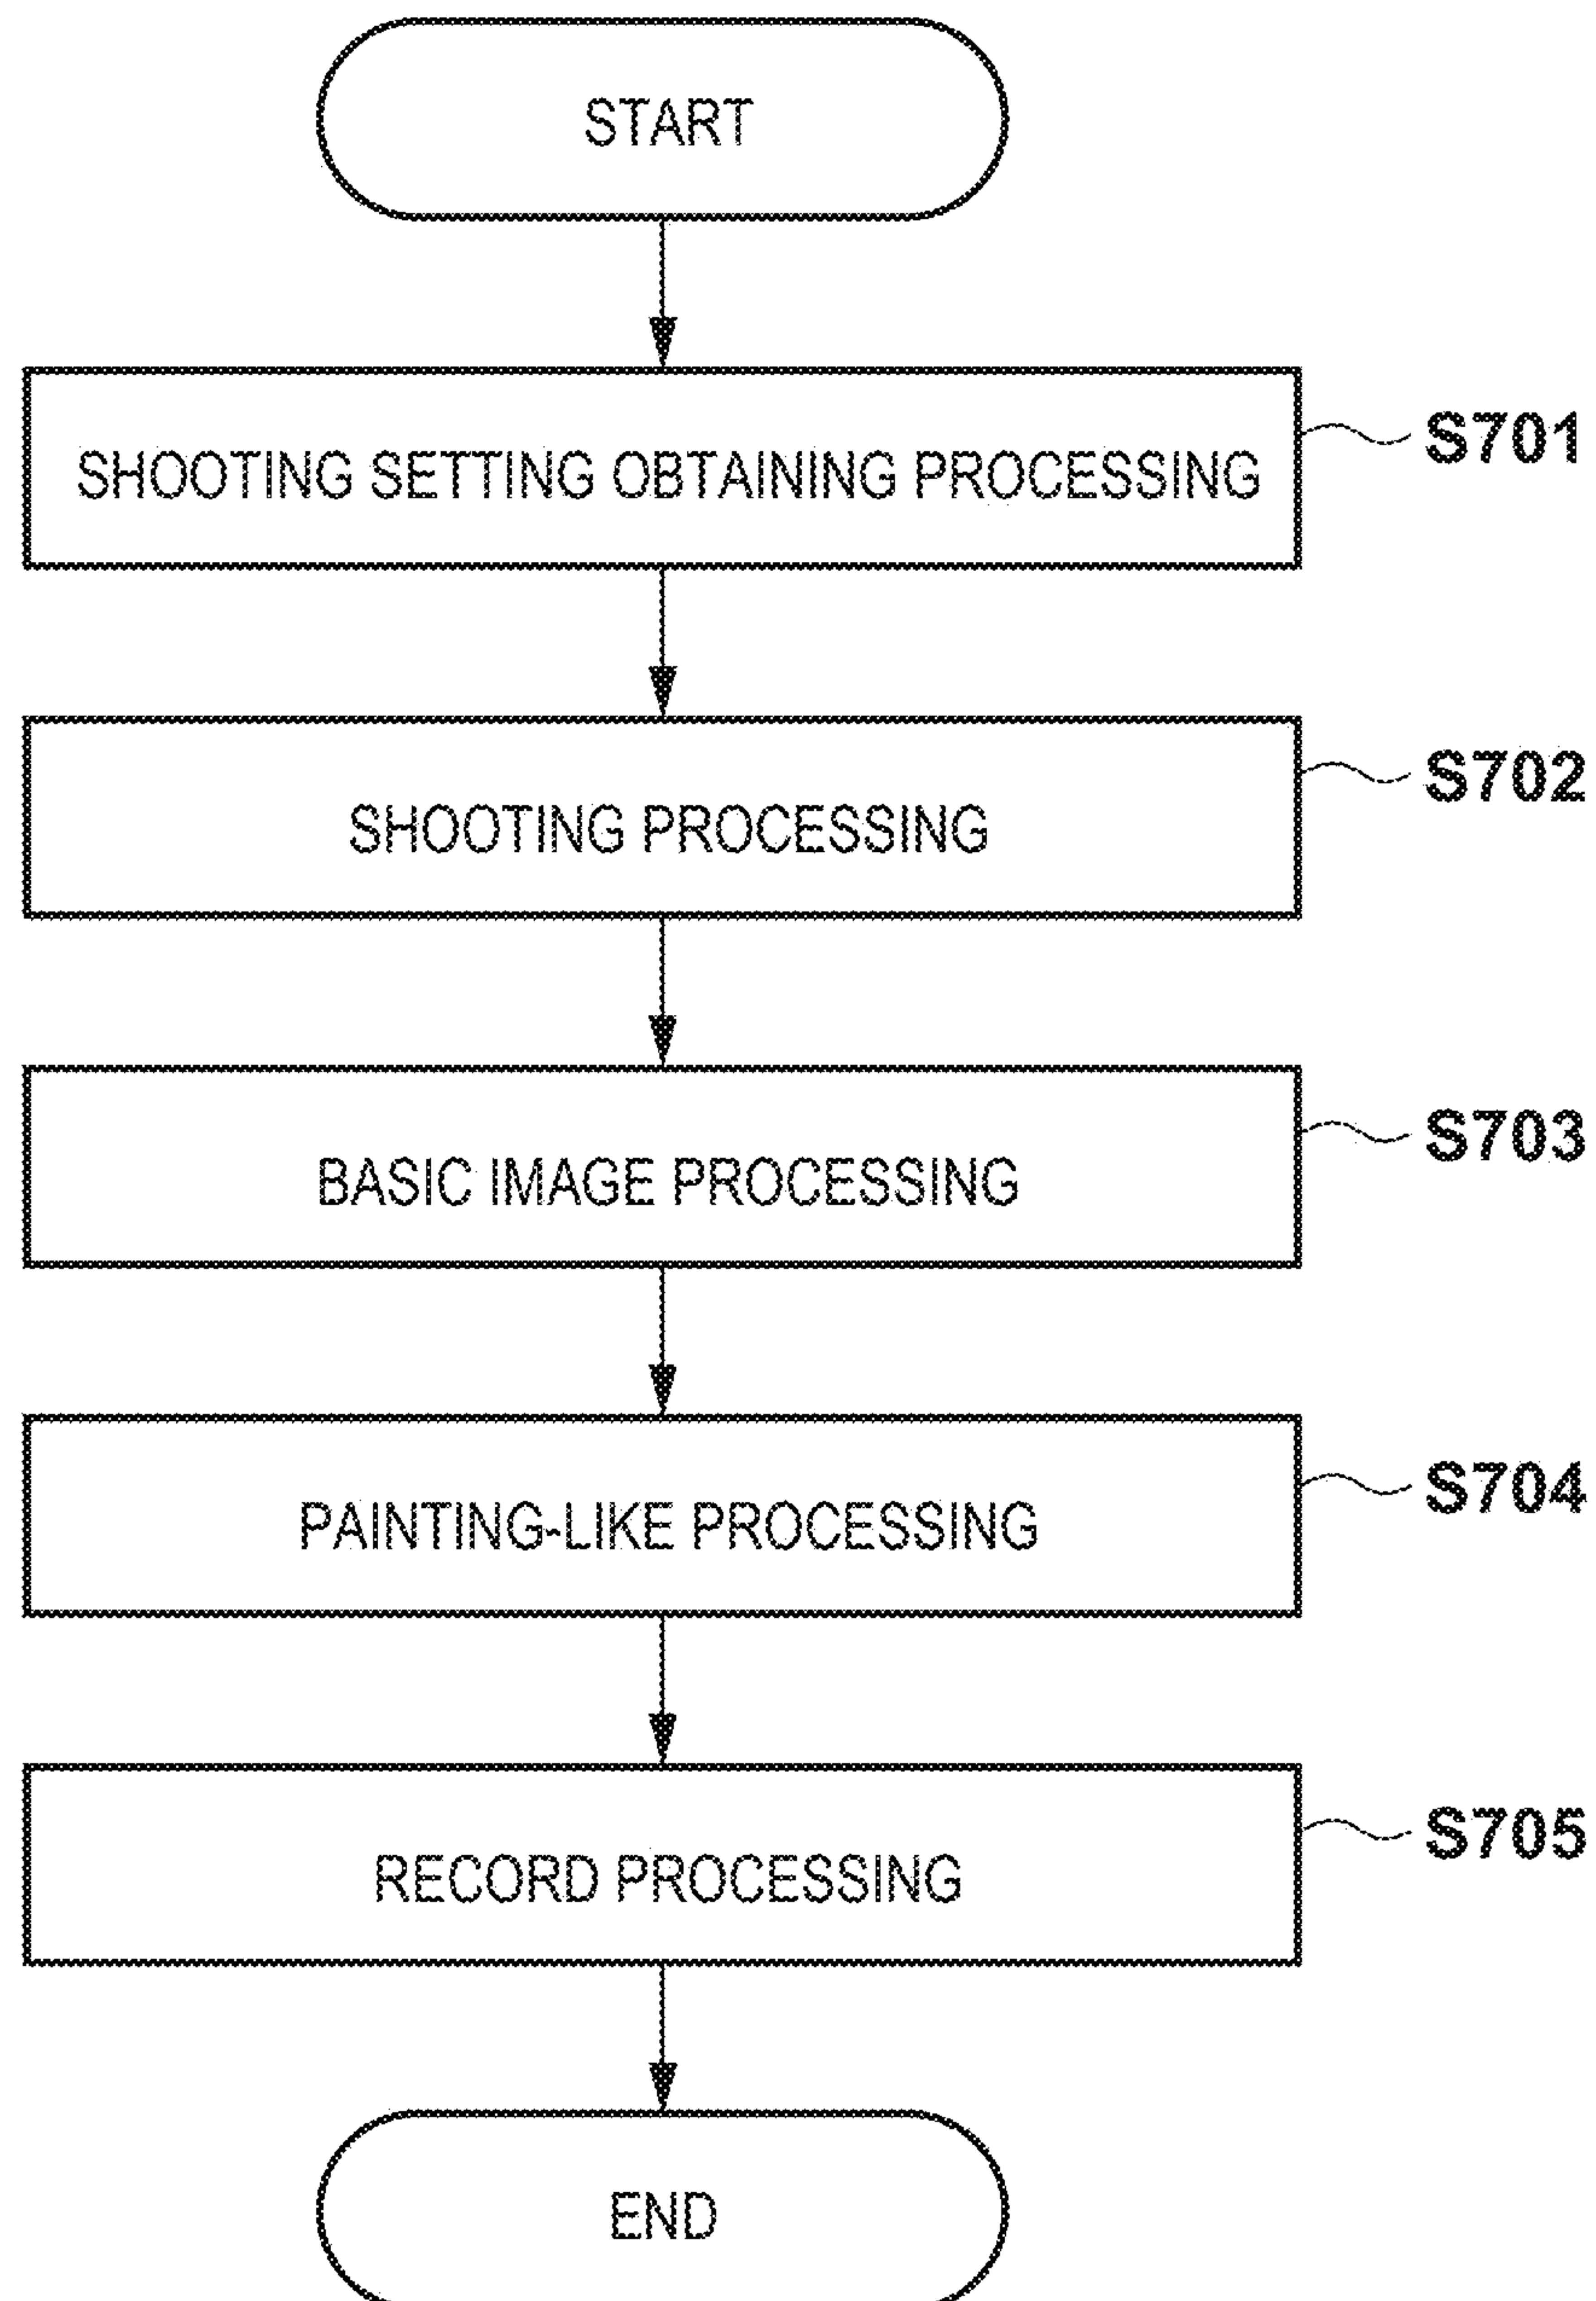 START
SHOOTING SETTING OBTAINING PROCESSING
S701
SHOOTING PROCESSING
S702
BASIC IMAGE PROCESSING
S703
PAINTING-LIKE PROCESSING
S704
RECORD PROCESSING
S705
END